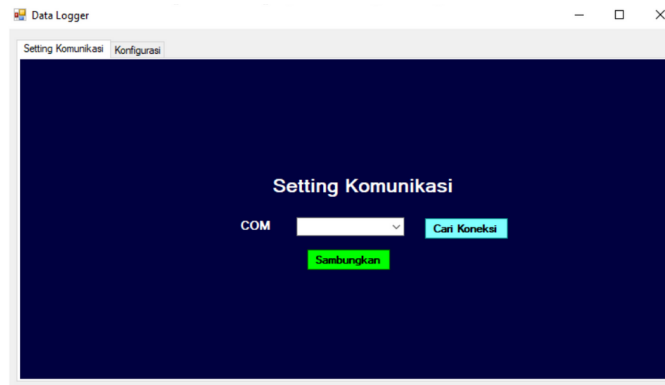 Data Logger
Setting Komunikasi Konfigurasi
Setting Komunikasi
COM Cari Koneksi
Sambungkan